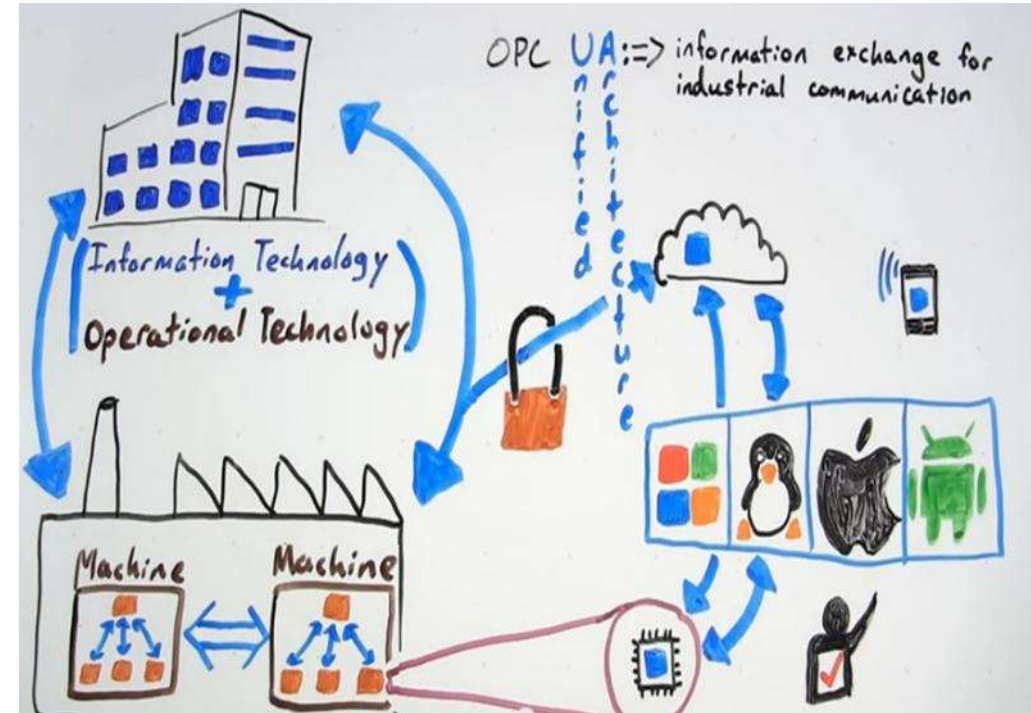 OPC UA :=> information exchange for
industrial communication
Unified
Architecture
Information Technology
+
Operational Technology
Machine
Machine